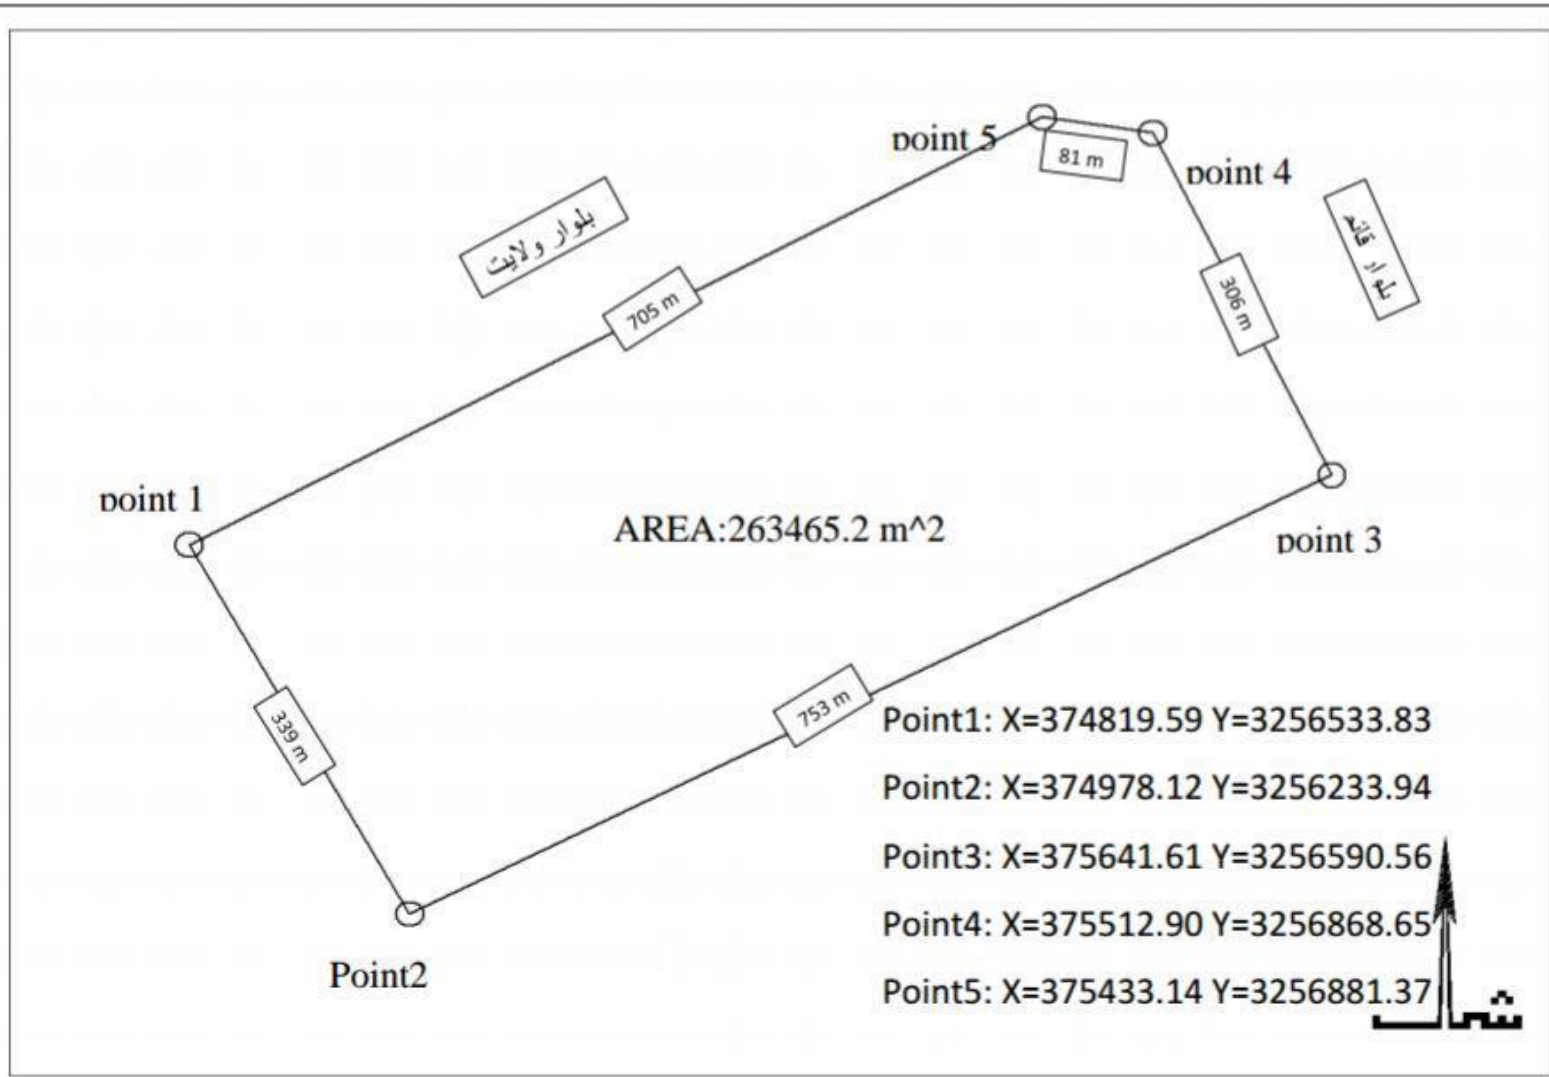 point 5
81 m
point 4
بلوار ولایت
بلوار قائد
705 m
306 m
point 1
AREA:263465.2 m^2
point 3
339 m
753 m
Point1: X=374819.59 Y=3256533.83
Point2: X=374978.12 Y=3256233.94
Point3: X=375641.61 Y=3256590.56
Point4: X=375512.90 Y=3256868.65
Point2
Point5: X=375433.14 Y=3256881.37